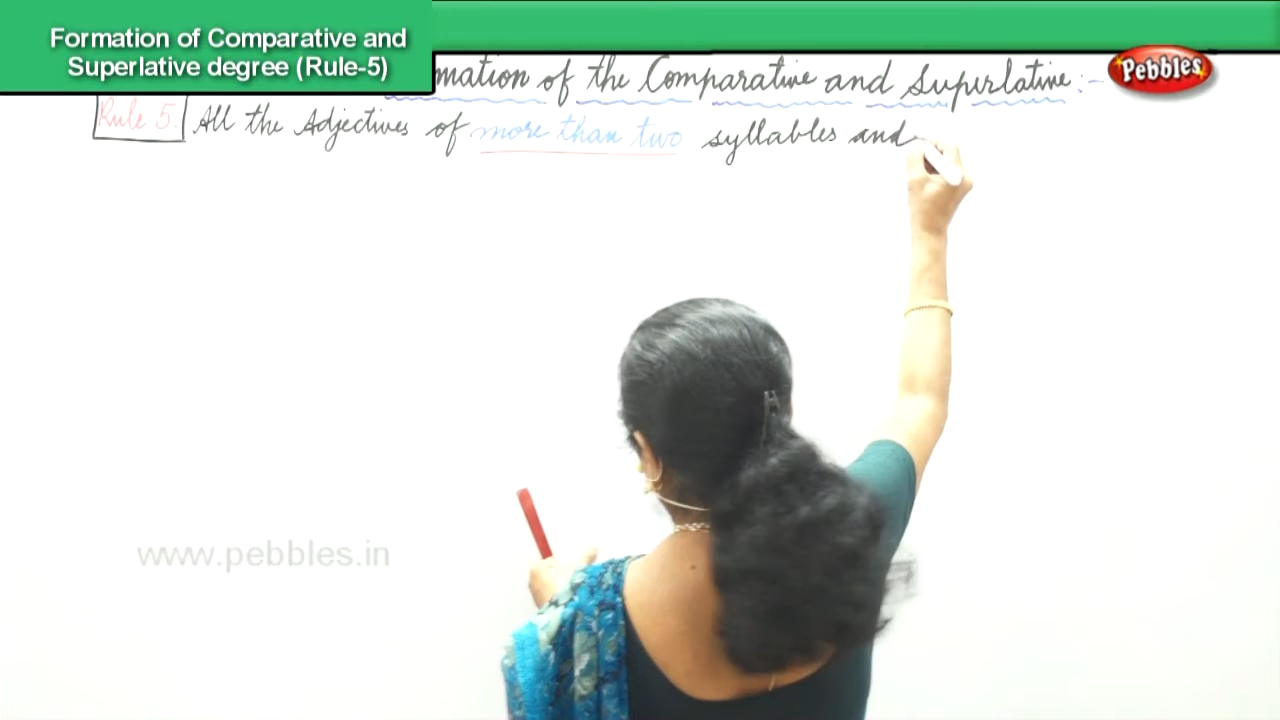 Formation of Comparative and
Superlative degree (Rule-5)
mation of the Comparative and Superlative :-
Pebbles
Rule 5. All the Adjectives of more than two syllables and
www.pebbles.in